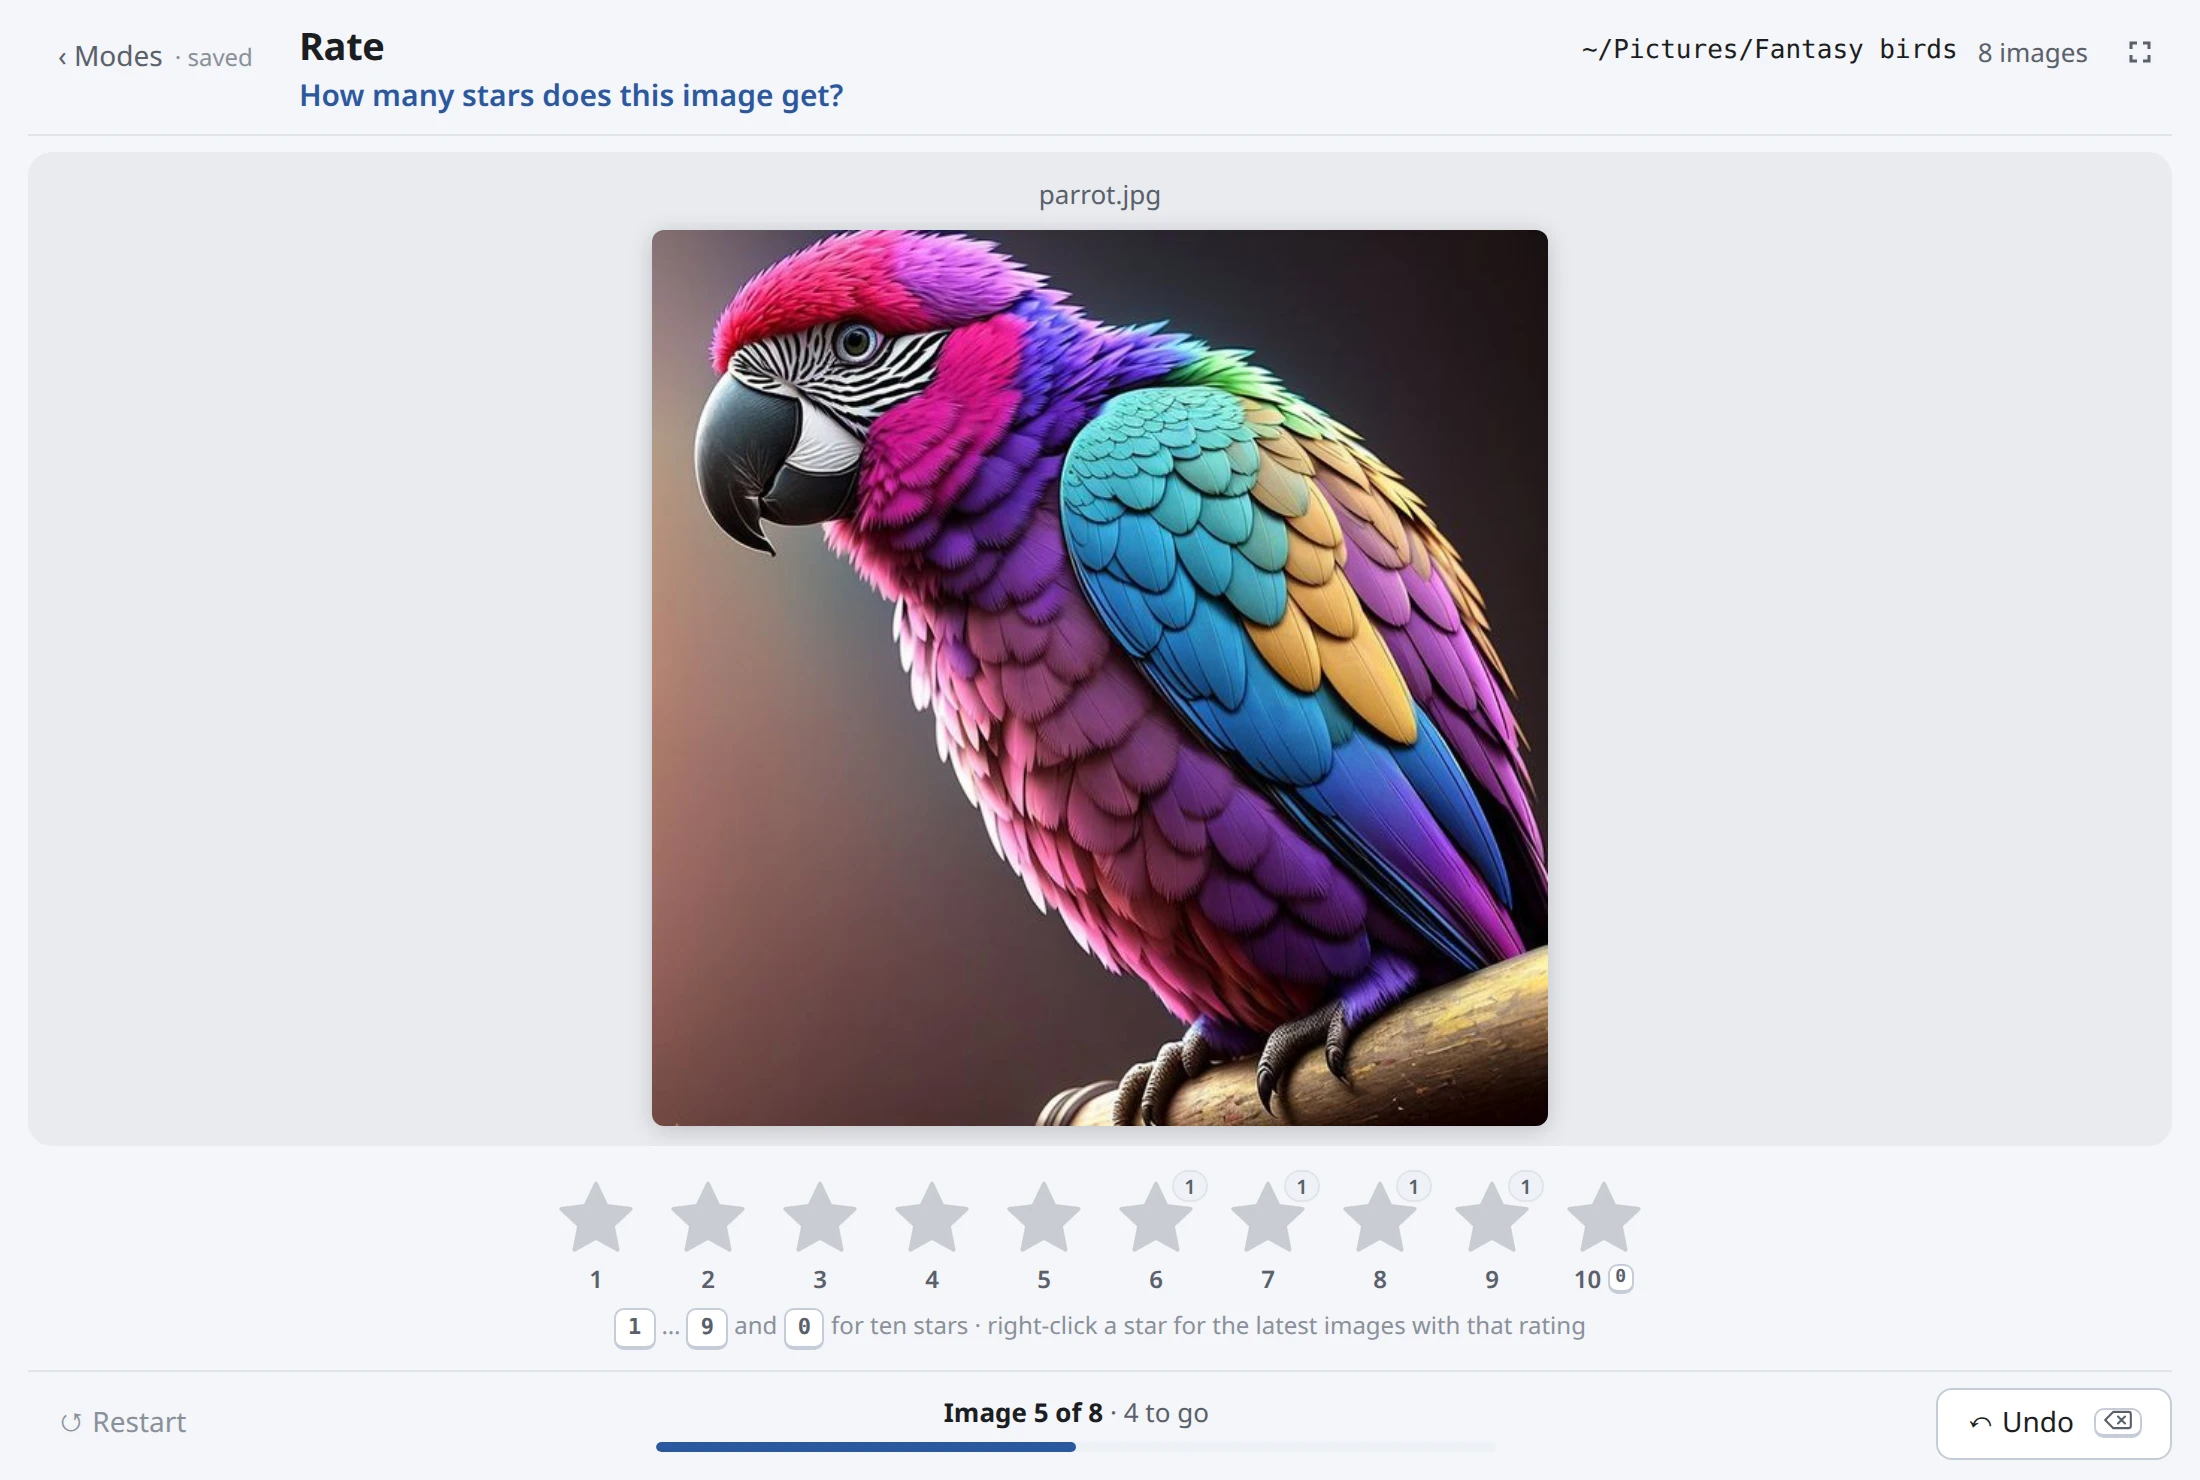 ‹ Modes · saved
Rate
How many stars does this image get?
~/Pictures/Fantasy birds 8 images
parrot.jpg
1 1 1 1
1 2 3 4 5 6 7 8 9 10 0
1 … 9 and 0 for ten stars · right-click a star for the latest images with that rating
Restart
Image 5 of 8 · 4 to go
Undo